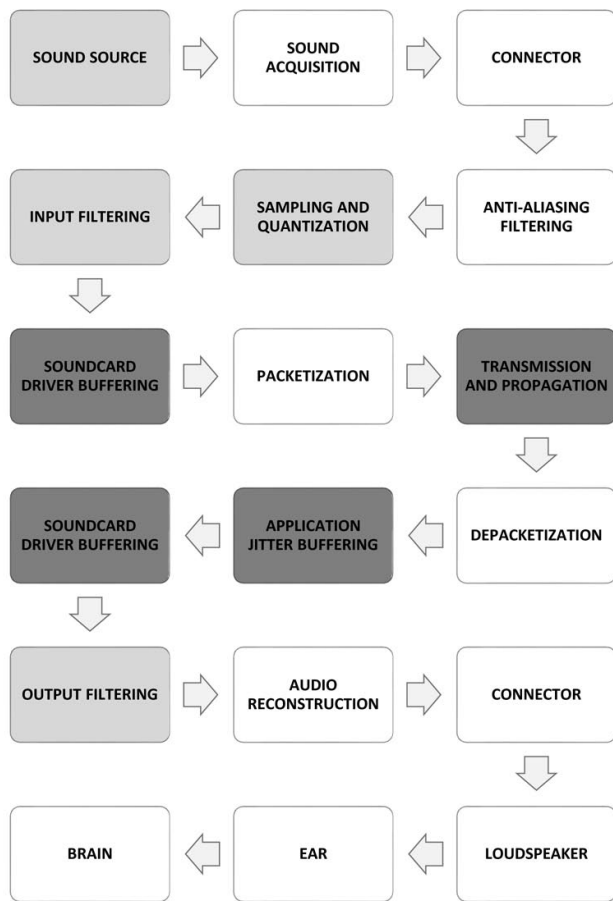 SOUND SOURCE
SOUND
ACQUISITION
CONNECTOR
ANTI-ALIASING
FILTERING
SAMPLING AND
QUANTIZATION
INPUT FILTERING
SOUNDCARD
DRIVER BUFFERING
PACKETIZATION
TRANSMISSION
AND PROPAGATION
DEPACKETIZATION
APPLICATION
JITTER BUFFERING
SOUNDCARD
DRIVER BUFFERING
OUTPUT FILTERING
AUDIO
RECONSTRUCTION
CONNECTOR
LOUDSPEAKER
EAR
BRAIN